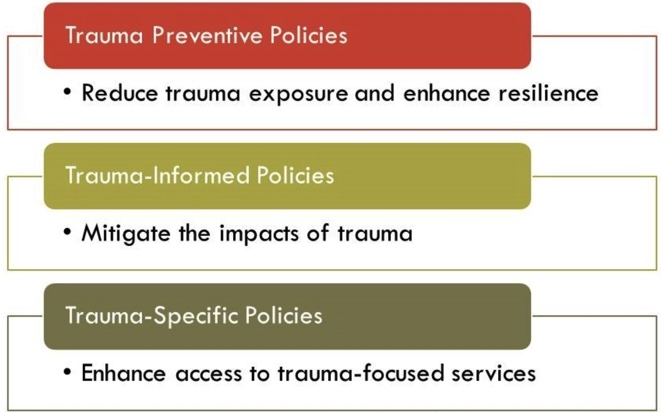 Trauma Preventive Policies
• Reduce trauma exposure and enhance resilience
Trauma-Informed Policies
• Mitigate the impacts of trauma
Trauma-Specific Policies
• Enhance access to trauma-focused services